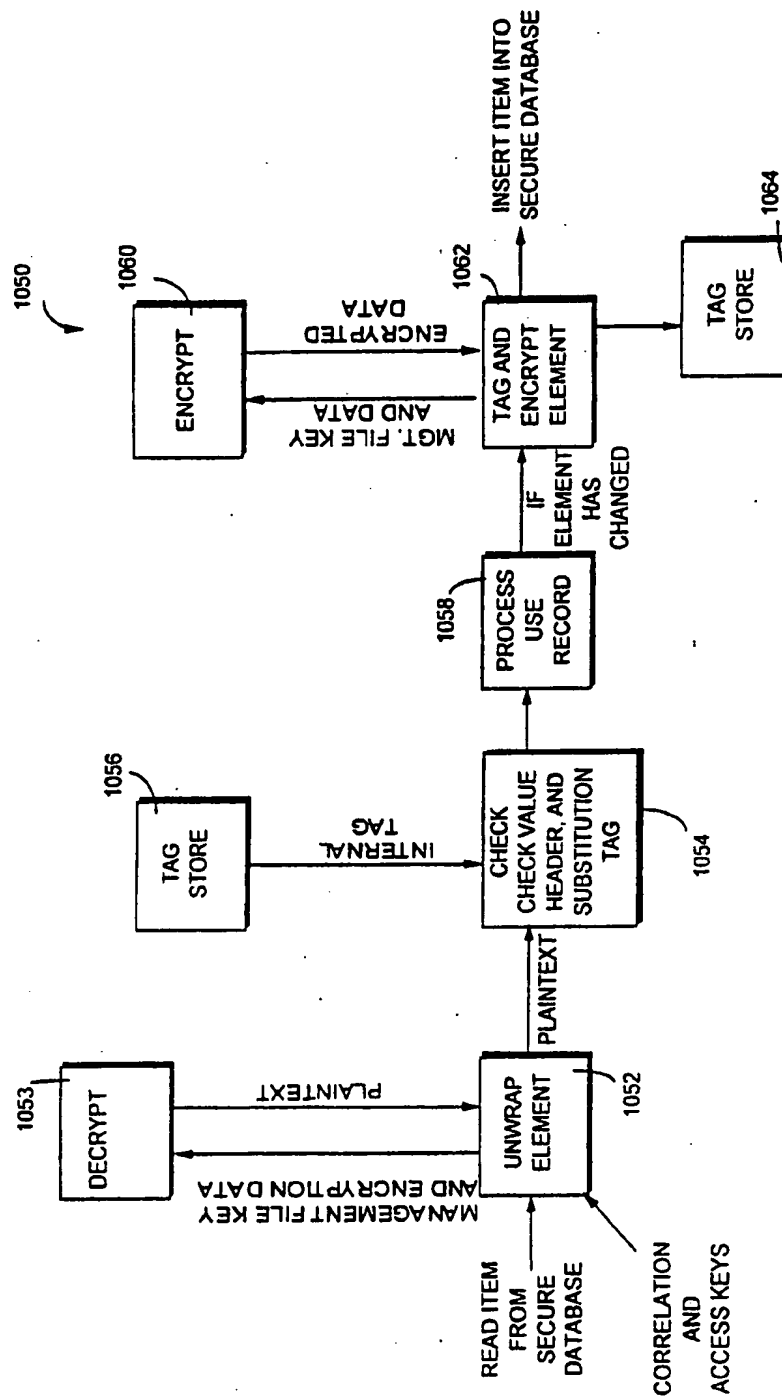 1050
1053
DECRYPT
PLAINTEXT
MANAGEMENT FILE KEY
AND ENCRYPTION DATA
READ ITEM
FROM
SECURE
DATABASE
UNWRAP
ELEMENT
1052
CORRELATION
AND
ACCESS KEYS
PLAINTEXT
1056
TAG
STORE
INTERNAL
TAG
CHECK
CHECK VALUE
HEADER, AND
SUBSTITUTION
TAG
1054
1058
PROCESS
USE
RECORD
IF
ELEMENT
HAS
CHANGED
1060
ENCRYPT
MGT. FILE KEY
AND DATA
ENCRYPTED
DATA
1062
TAG AND
ENCRYPT
ELEMENT
INSERT ITEM INTO
SECURE DATABASE
TAG
STORE
1064